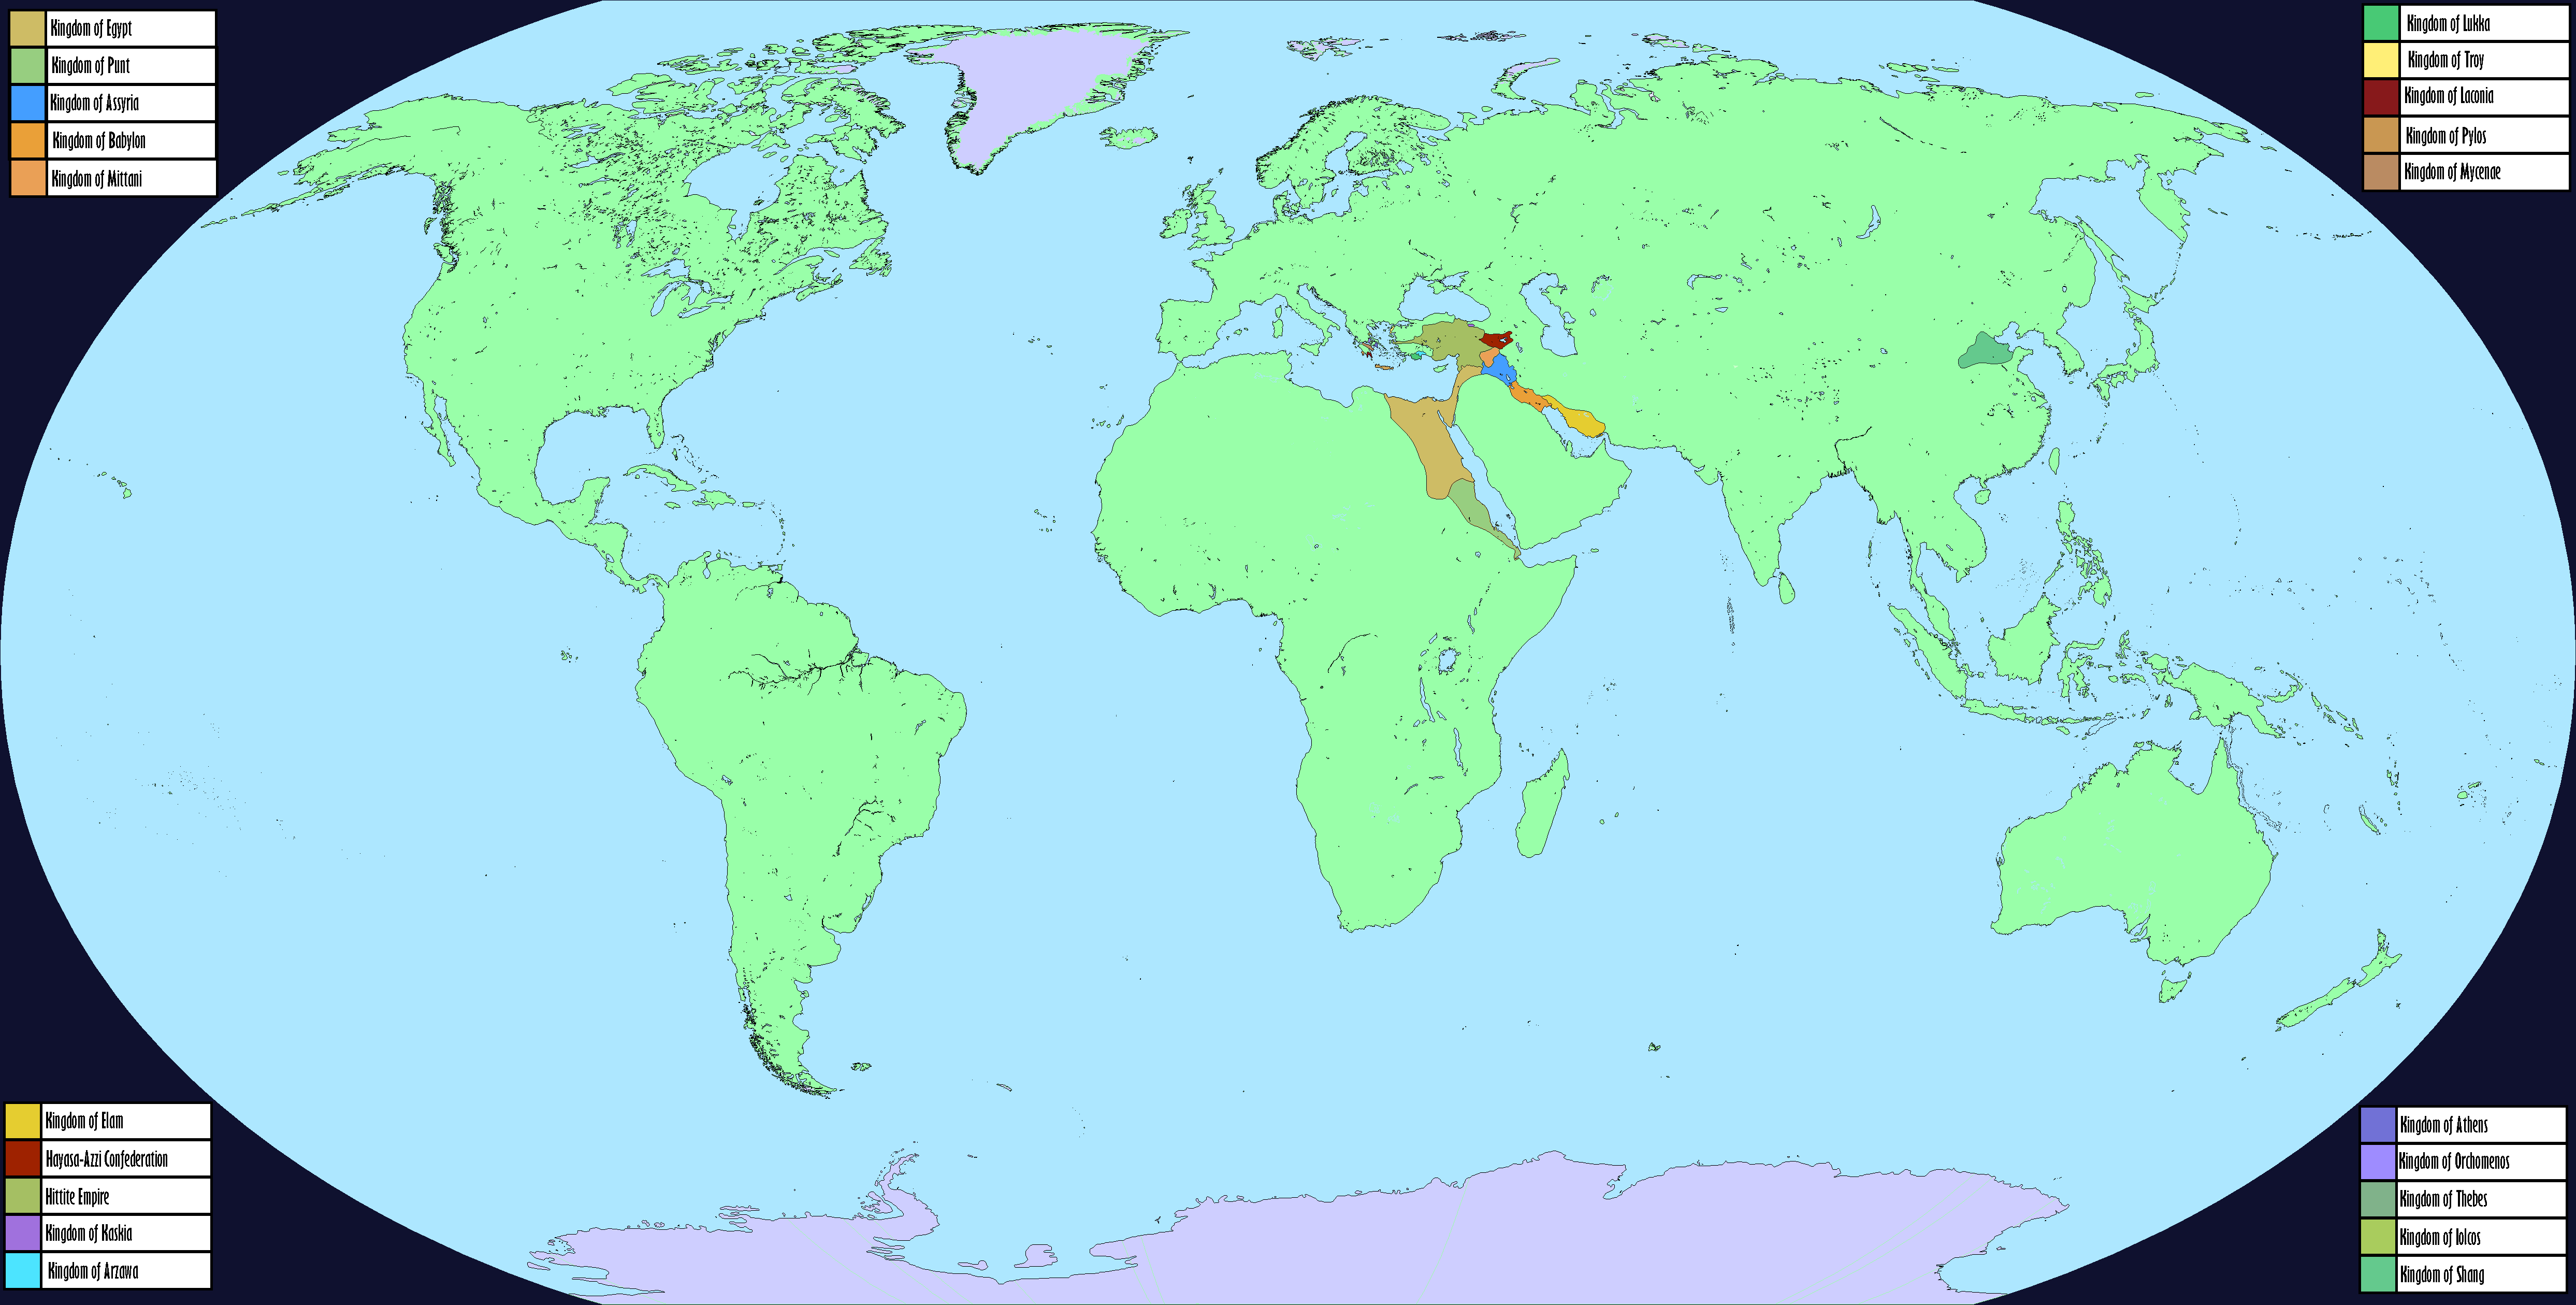 Kingdom of Egypt
Kingdom of Punt
Kingdom of Assyria
Kingdom of Babylon
Kingdom of Mittani
Kingdom of Lukka
Kingdom of Troy
Kingdom of Laconia
Kingdom of Pylos
Kingdom of Mycenae
Kingdom of Elam
Hayasa-Azzi Confederation
Hittite Empire
Kingdom of Kaskia
Kingdom of Arzawa
Kingdom of Athens
Kingdom of Orchomenos
Kingdom of Thebes
Kingdom of Iolcos
Kingdom of Shang